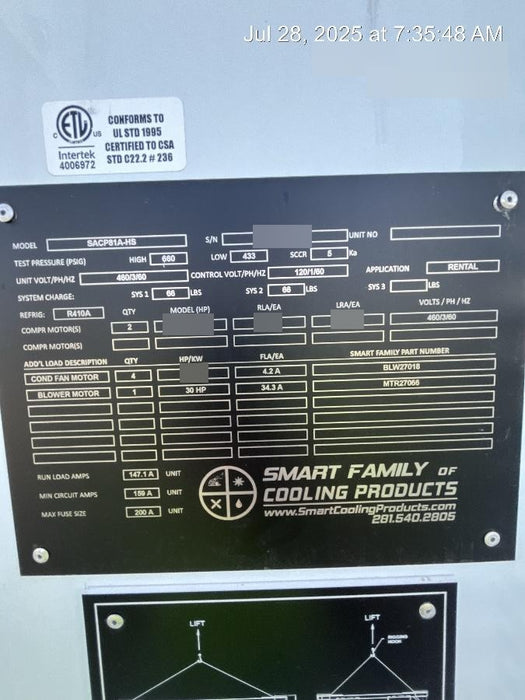 Jul 28, 2025 at 7:35:48 AM
C ETL US
Intertek
4006972
CONFORMS TO
UL STD 1995
CERTIFIED TO CSA
STD C22.2 # 236
MODEL SACP81A-HS S/N UNIT NO
TEST PRESSURE (PSIG) HIGH 660 LOW 433 SCCR 5 Ka
UNIT VOLT/PH/HZ 460/3/60 CONTROL VOLT/PH/HZ 120/1/60 APPLICATION RENTAL
SYSTEM CHARGE: SYS 1 66 LBS SYS 2 66 LBS SYS 3 LBS
REFRIG: R410A QTY MODEL (HP) RLA/EA LRA/EA VOLTS / PH / HZ
COMPR MOTOR(S) 2 460/3/60
COMPR MOTOR(S)
ADD'L LOAD DESCRIPTION QTY HP/KW FLA/EA SMART FAMILY PART NUMBER
COND FAN MOTOR 4 4.2 A BLW27018
BLOWER MOTOR 1 30 HP 34.3 A MTR27066
RUN LOAD AMPS 147.1 A UNIT
MIN CIRCUIT AMPS 159 A UNIT
MAX FUSE SIZE 200 A UNIT
SMART FAMILY OF
COOLING PRODUCTS
www.SmartCoolingProducts.com
281.540.2805
LIFT
LIFT
RIGGING
HOOK